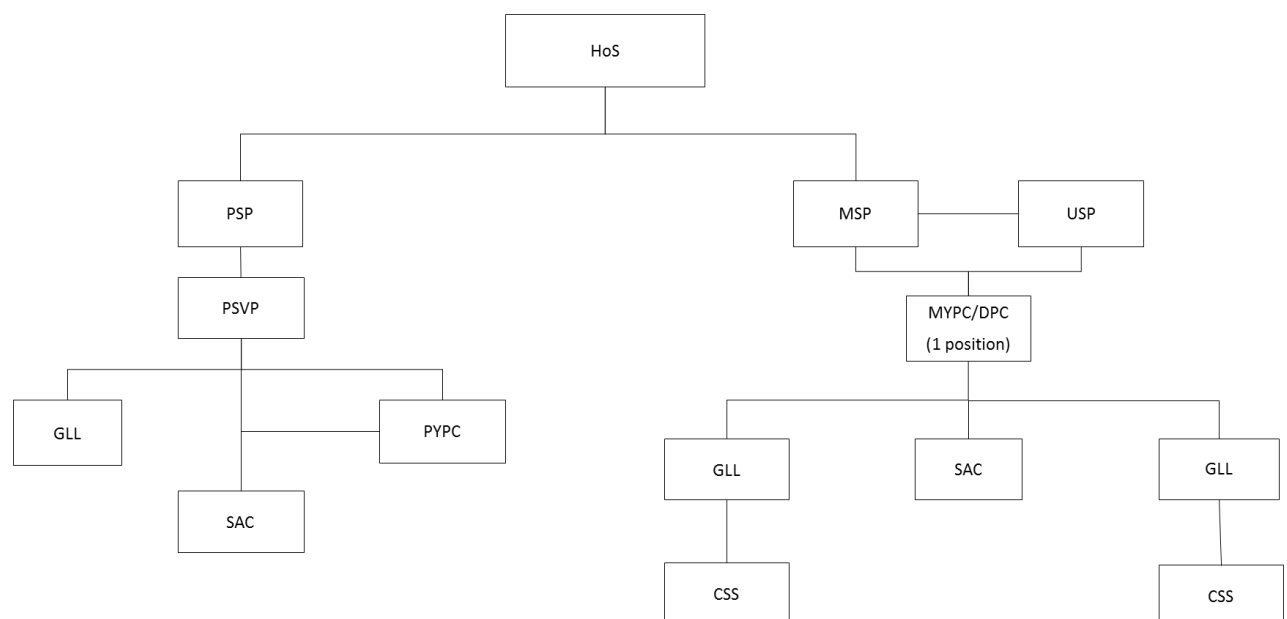 HoS
PSP
MSP
USP
PSVP
MYPC/DPC
(1 position)
GLL
PYPC
GLL
SAC
GLL
SAC
CSS
CSS